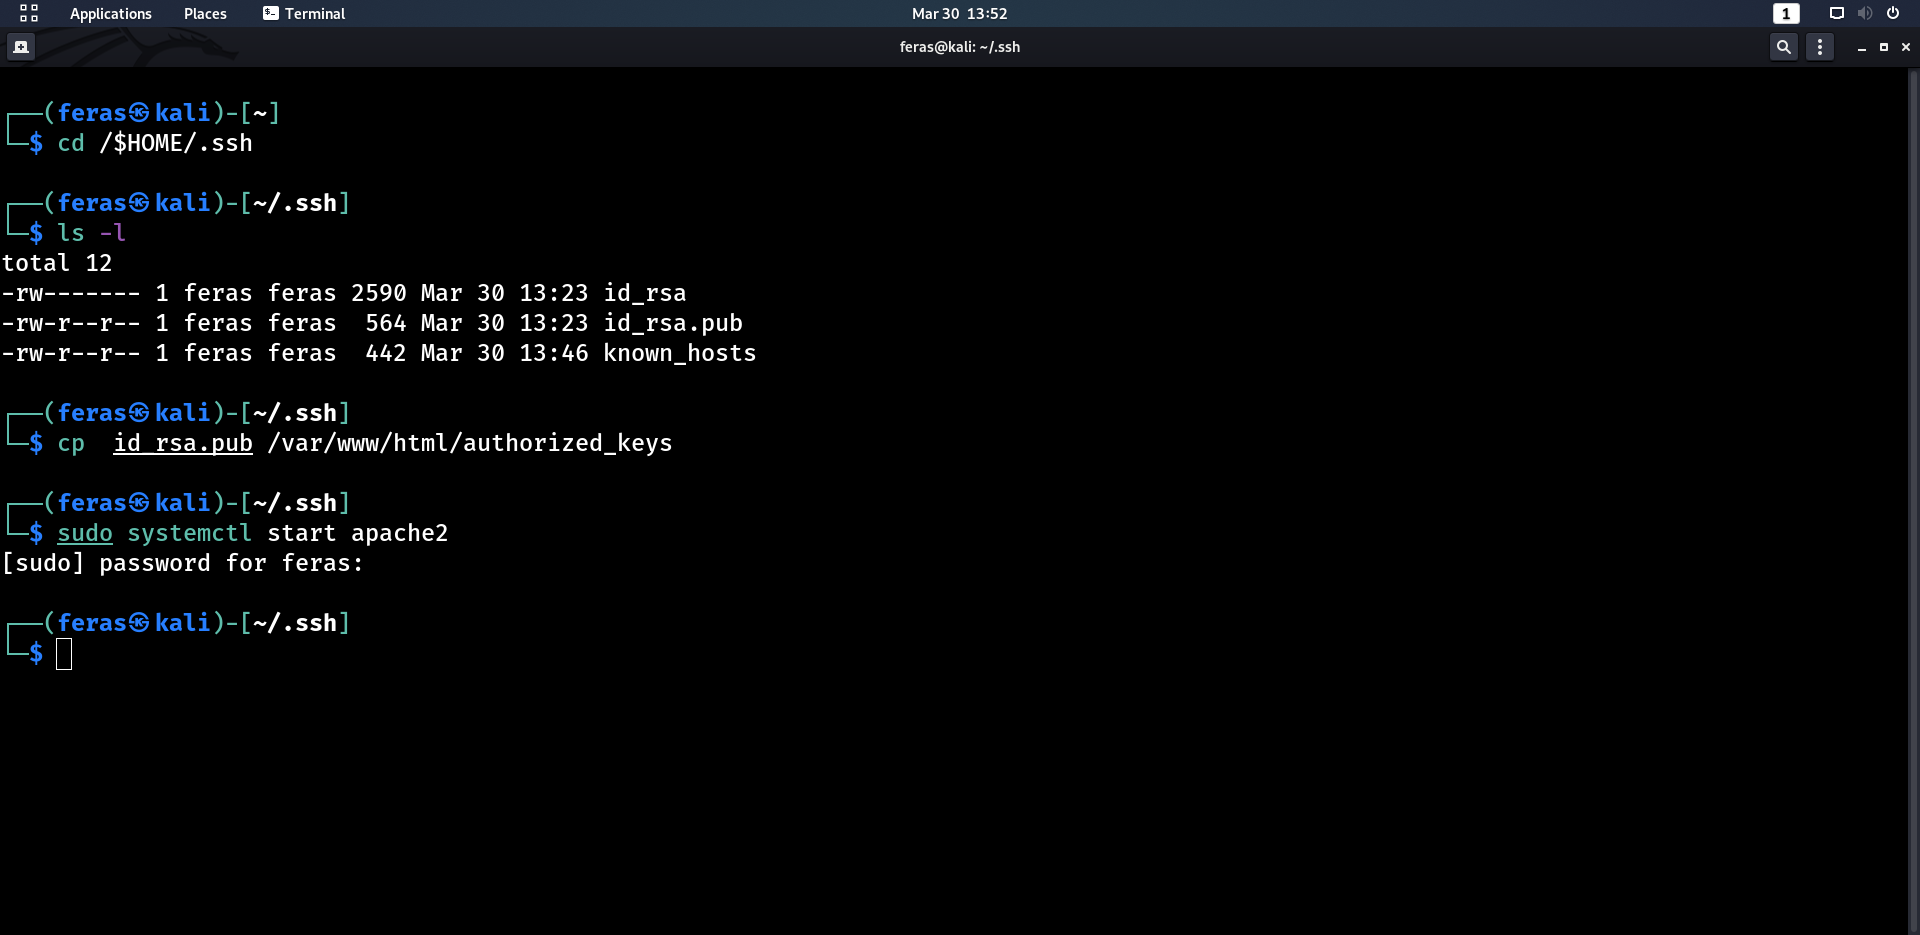 Applications Places Terminal Mar 30 13:52 1
feras@kali: ~/.ssh
┌──(feras㉿kali)-[~]
└─$ cd /$HOME/.ssh
┌──(feras㉿kali)-[~/.ssh]
└─$ ls -l
total 12
-rw------- 1 feras feras 2590 Mar 30 13:23 id_rsa
-rw-r--r-- 1 feras feras  564 Mar 30 13:23 id_rsa.pub
-rw-r--r-- 1 feras feras  442 Mar 30 13:46 known_hosts
┌──(feras㉿kali)-[~/.ssh]
└─$ cp  id_rsa.pub /var/www/html/authorized_keys
┌──(feras㉿kali)-[~/.ssh]
└─$ sudo systemctl start apache2
[sudo] password for feras:
┌──(feras㉿kali)-[~/.ssh]
└─$